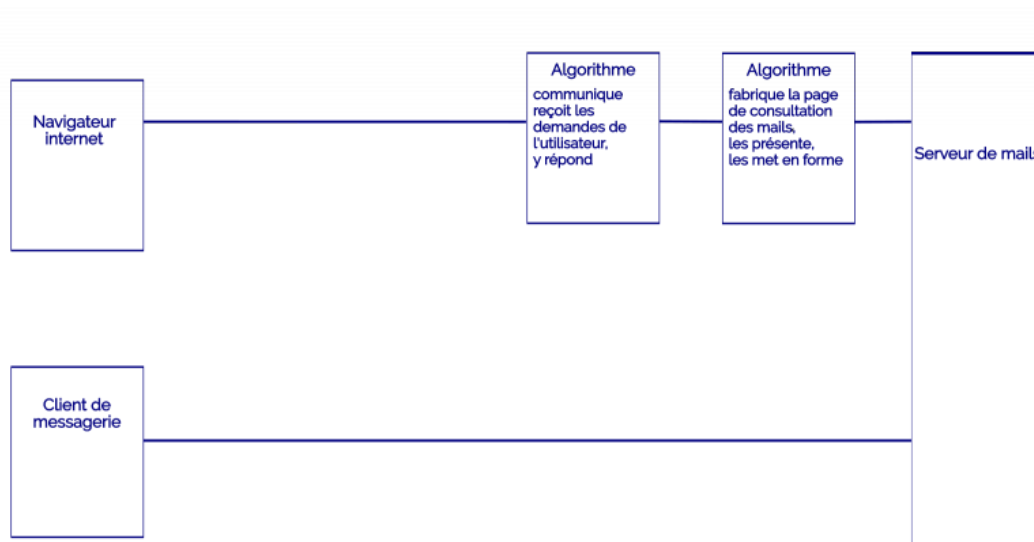 Navigateur
internet
Algorithme
communique
reçoit les
demandes de
l'utilisateur,
y répond
Algorithme
fabrique la page
de consultation
des mails,
les présente,
les met en forme
Serveur de mails
Client de
messagerie